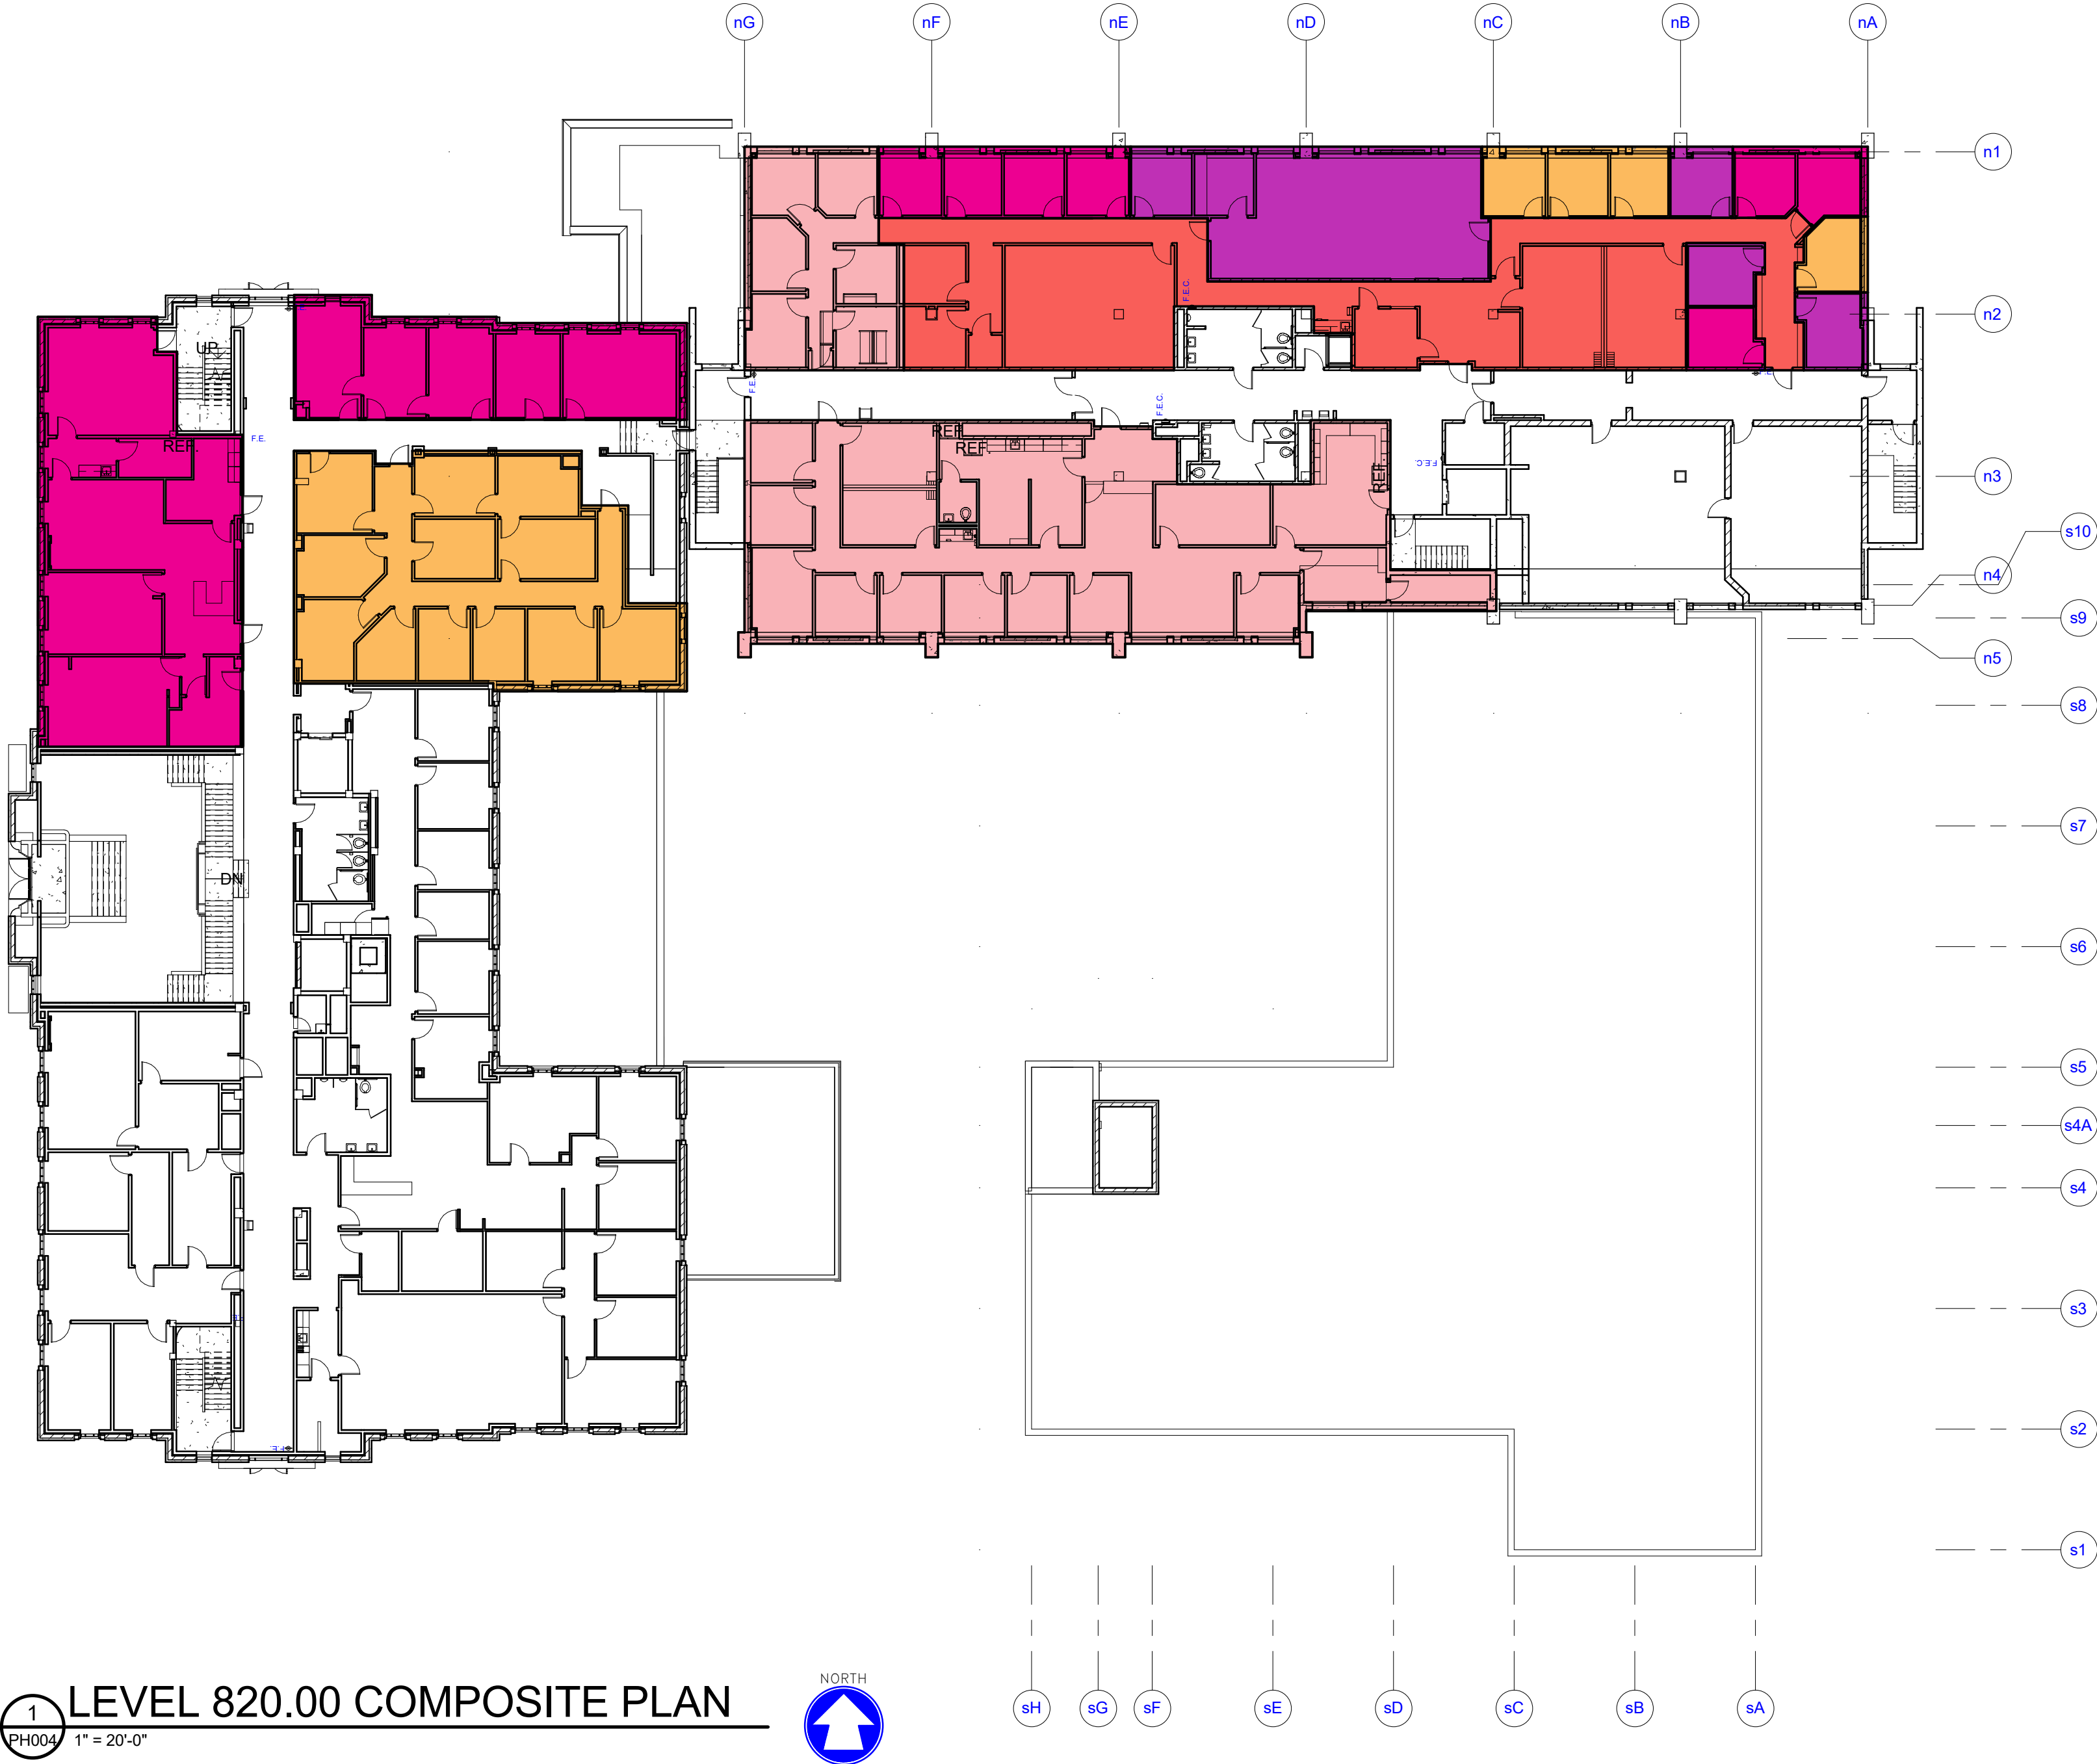 nG nF nE nD nC nB nA
n1
F.E.C.
n2
UP
F.E.
F.E.C.
F.E.
REF.
REF
REF
REF
F.E.C.
n3
s10
n4
s9
n5
s8
s7
DN
s6
s5
s4A
s4
s3
F.E.
s2
s1
NORTH
1
PH004
LEVEL 820.00 COMPOSITE PLAN
1" = 20'-0"
sH sG sF sE sD sC sB sA